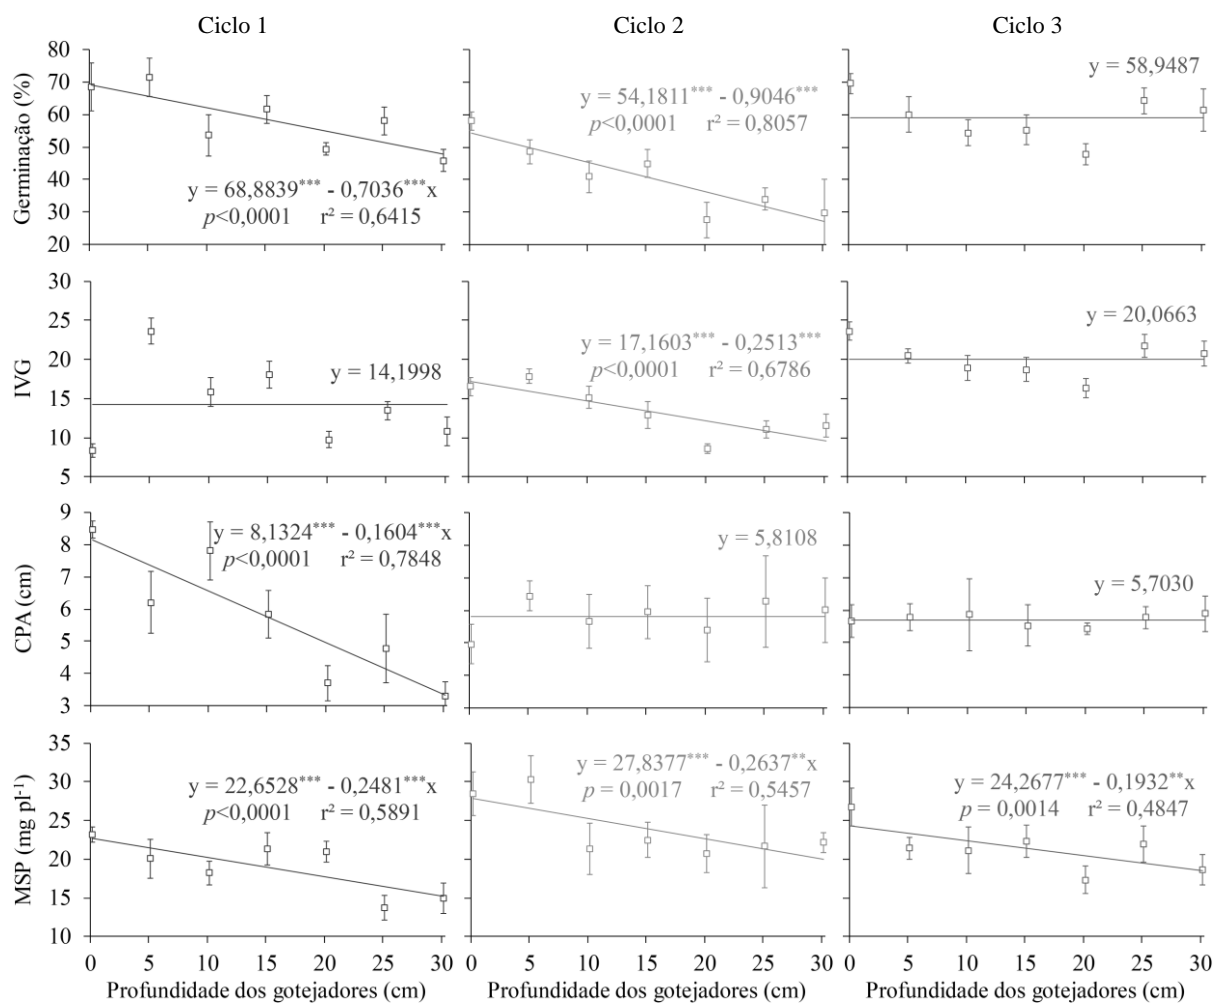 Ciclo 1 Ciclo 2 Ciclo 3
Germinação (%)
80
70
60
50
40
30
20
y = 68,8839*** - 0,7036***x
p<0,0001 r² = 0,6415
y = 54,1811*** - 0,9046***
p<0,0001 r² = 0,8057
y = 58,9487
IVG
30
25
20
15
10
5
y = 14,1998
y = 17,1603*** - 0,2513***
p<0,0001 r² = 0,6786
y = 20,0663
CPA (cm)
9
8
7
6
5
4
3
y = 8,1324*** - 0,1604***x
p<0,0001 r² = 0,7848
y = 5,8108
y = 5,7030
MSP (mg pl⁻¹)
35
30
25
20
15
10
y = 22,6528*** - 0,2481***x
p<0,0001 r² = 0,5891
y = 27,8377*** - 0,2637**x
p = 0,0017 r² = 0,5457
y = 24,2677*** - 0,1932**x
p = 0,0014 r² = 0,4847
0 5 10 15 20 25 30 0 5 10 15 20 25 30 0 5 10 15 20 25 30
Profundidade dos gotejadores (cm) Profundidade dos gotejadores (cm) Profundidade dos gotejadores (cm)